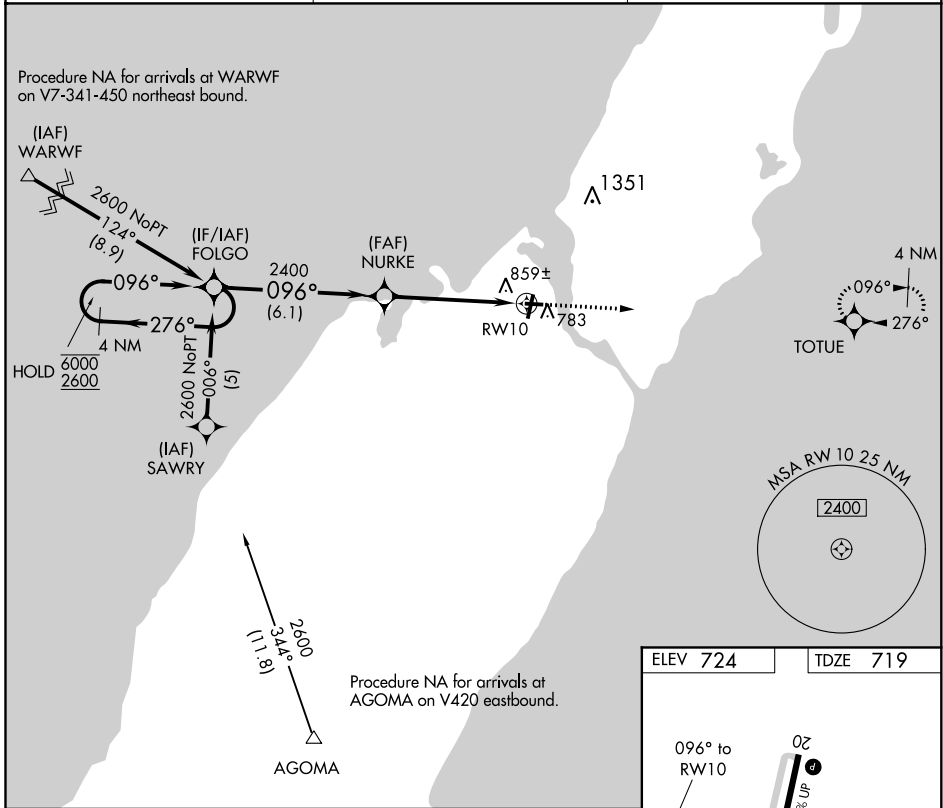 Procedure NA for arrivals at WARWF
on V7-341-450 northeast bound.
(IAF)
WARWF
2600 NoPT
124°
(8.9)
(IF/IAF)
FOLGO
096°
276°
4 NM
HOLD
6000
2600
2600 NoPT
006°
(5)
(IAF)
SAWRY
2400
096°
(6.1)
(FAF)
NURKE
1351
859±
783
RW10
4 NM
096°
276°
TOTUE
MSA RW 10 25 NM
2400
2600
344°
(11.8)
Procedure NA for arrivals at
AGOMA on V420 eastbound.
AGOMA
ELEV 724
TDZE 719
096° to
RW10
20
P
UP